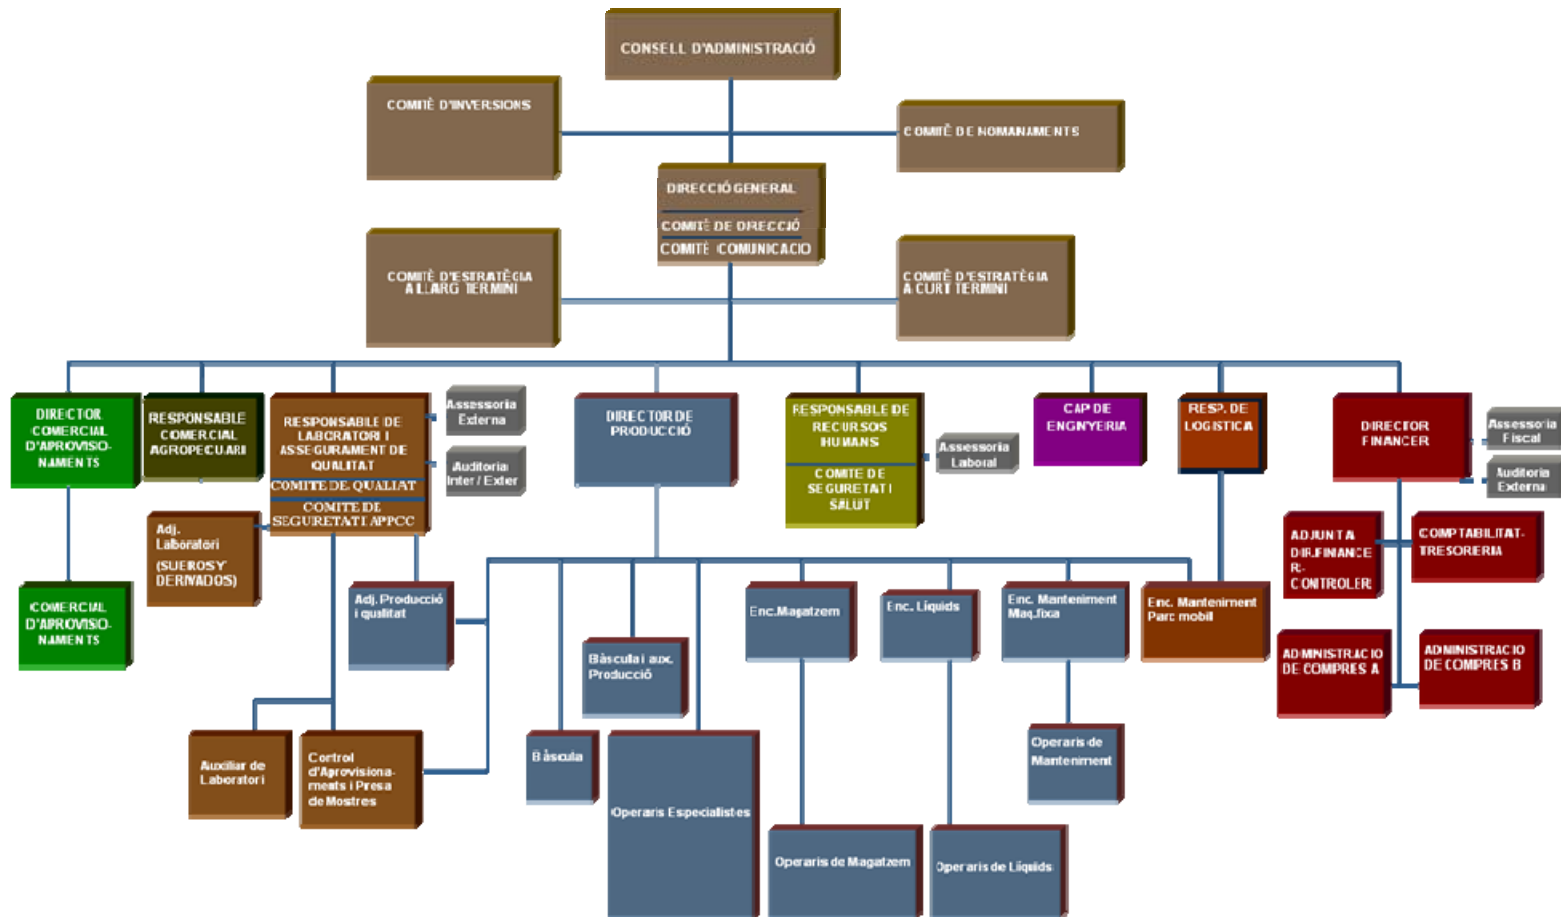 CONSELL D'ADMINISTRACIÓ
COMITÈ D'INVERSIONS
COMITÈ DE NOMANAMENTS
DIRECCIÓ GENERAL
COMITÈ DE DIRECCIÓ
COMITÈ COMUNICACIO
COMITÈ D'ESTRATÈGIA
A LLARG TERMINI
COMITÈ D'ESTRATÈGIA
A CURT TERMINI
DIRECTOR
COMERCIAL
D'APROVISO-
NAMENTS
RESPONSABLE
COMERCIAL
AGROPECUARI
RESPONSABLE DE
LABORATORI I
ASSEGURAMENT DE
QUALITAT
COMITE DE QUALIAT
COMITE DE
SEGURETAT I APPCC
Assessoria
Externa
Auditoria
Inter / Exter
DIRECTOR DE
PRODUCCIÓ
RESPONSABLE DE
RECURSOS
HUMANS
COMITE DE
SEGURETAT I
SALUT
Assessoria
Laboral
CAP DE
ENGINYERIA
RESP. DE
LOGISTICA
DIRECTOR
FINANCER
Assessoria
Fiscal
Auditoria
Externa
Adj.
Laboratori
(SUEROS Y
DERIVADOS)
ADJUNTA
DIR.FINANCE
R-
CONTROLER
COMPTABILITAT-
TRESORERIA
COMERCIAL
D'APROVISO-
NAMENTS
Adj. Producció
i qualitat
Bàscula i aux.
Producció
Enc.Magatzem
Enc. Líquids
Enc. Manteniment
Maq.fixa
Enc. Manteniment
Parc mobil
ADMINISTRACIO
DE COMPRES A
ADMINISTRACIO
DE COMPRES B
Auxiliar de
Laboratori
Control
d'Aprovisiona-
ments i Presa
de Mostres
Bàscula
Operaris Especialistes
Operaris de
Manteniment
Operaris de Magatzem
Operaris de Líquids